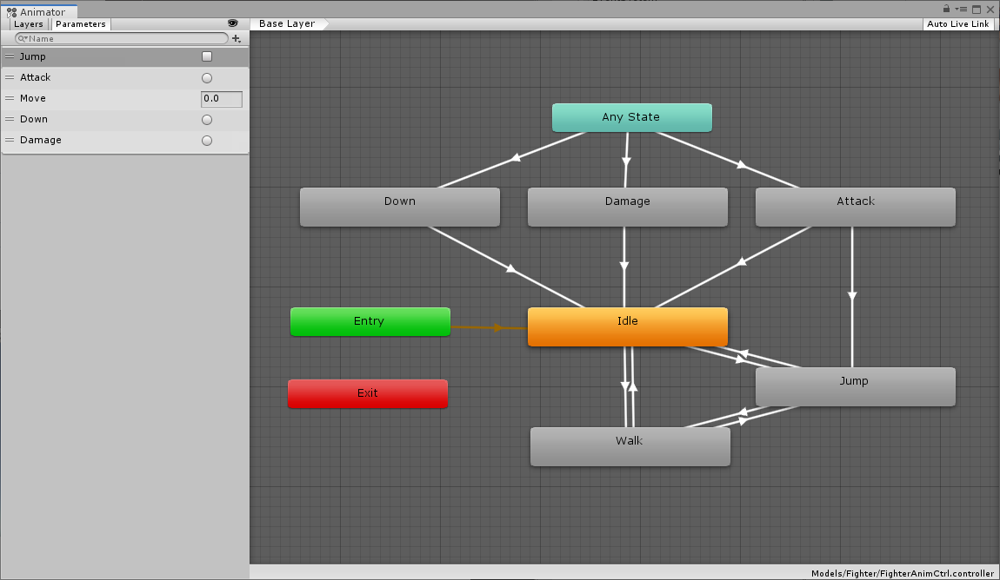 Animator
Layers Parameters
Base Layer
Auto Live Link
Name
Jump
Attack
Move 0.0
Down
Damage
Any State
Down
Damage
Attack
Entry
Idle
Exit
Jump
Walk
Models/Fighter/FighterAnimCtrl.controller